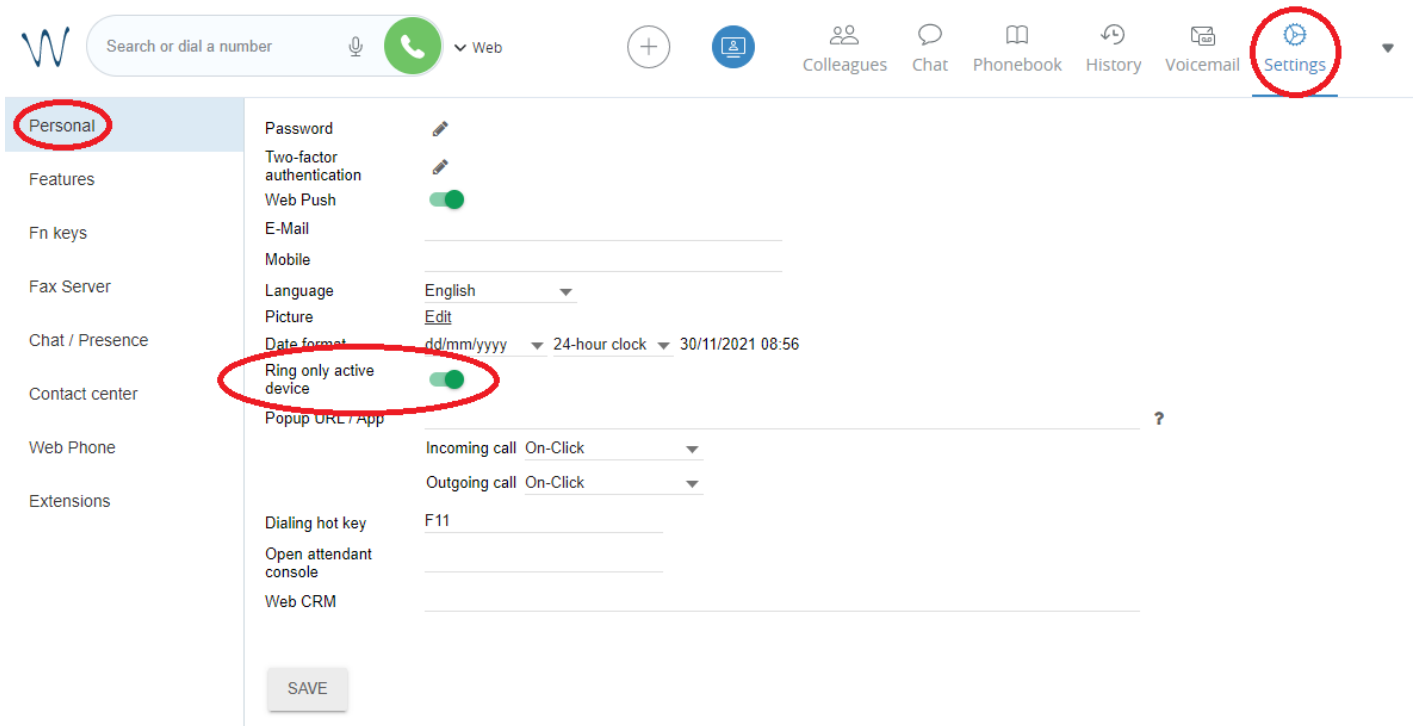 Search or dial a number
Web
Colleagues
Chat
Phonebook
History
Voicemail
Settings
Personal
Features
Fn keys
Fax Server
Chat / Presence
Contact center
Web Phone
Extensions
Password
Two-factor
authentication
Web Push
E-Mail
Mobile
Language English
Picture Edit
Date format dd/mm/yyyy 24-hour clock 30/11/2021 08:56
Ring only active
device
Popup URL / App ?
Incoming call On-Click
Outgoing call On-Click
Dialing hot key F11
Open attendant
console
Web CRM
SAVE